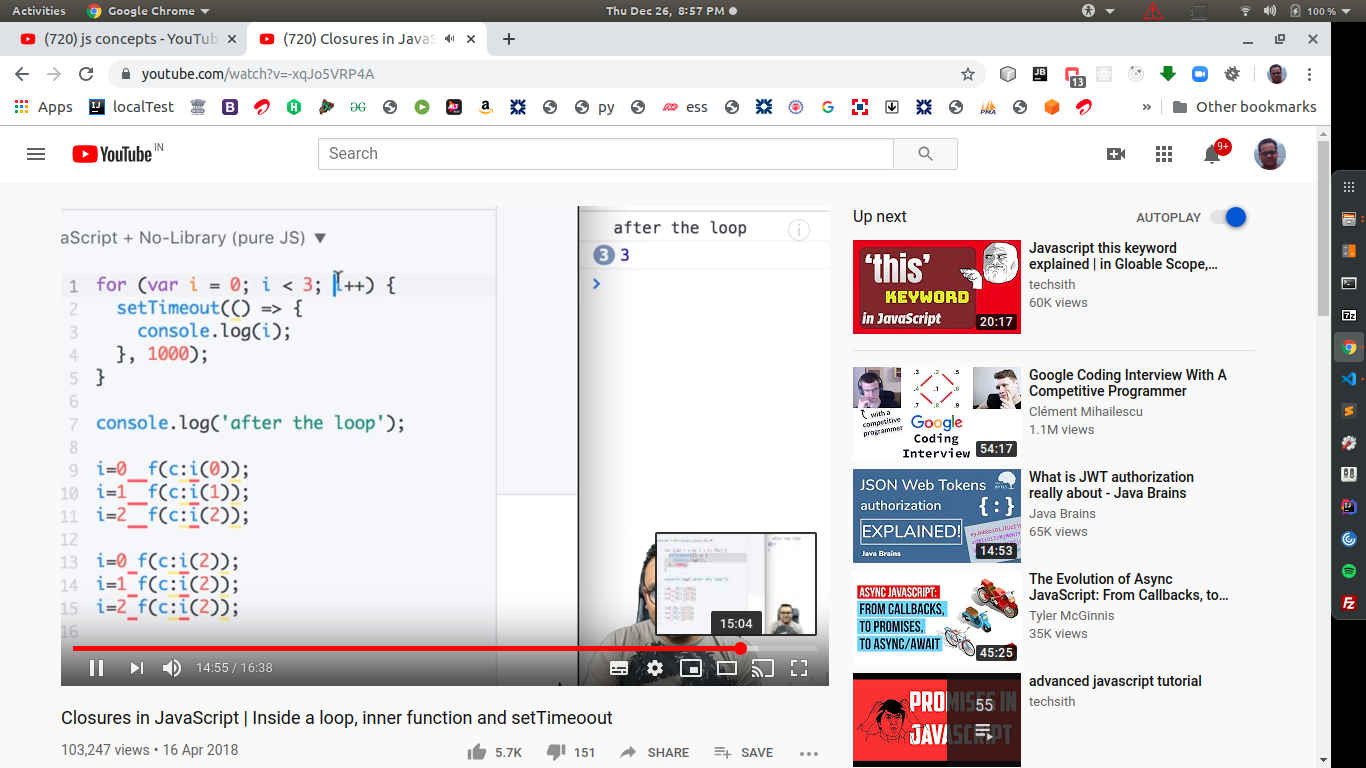 Activities Google Chrome Thu Dec 26, 8:57 PM 100 %
(720) js concepts - YouTub (720) Closures in JavaS
youtube.com/watch?v=-xqJo5VRP4A JB 13
Apps localTest py ess PMA » Other bookmarks
YouTube IN Search 9+
aScript + No-Library (pure JS) ▼
1 for (var i = 0; i < 3; i++) {
2 setTimeout(() => {
3 console.log(i);
4 }, 1000);
5 }
6
7 console.log('after the loop');
8
9 i=0__f(c:i(0));
10 i=1__f(c:i(1));
11 i=2__f(c:i(2));
12
13 i=0_f(c:i(2));
14 i=1_f(c:i(2));
15 i=2_f(c:i(2));
16
after the loop
3 3
>
15:04
14:55 / 16:38
Closures in JavaScript | Inside a loop, inner function and setTimeoout
103,247 views • 16 Apr 2018
5.7K 151 SHARE SAVE
Up next AUTOPLAY
'this'
KEYWORD
in JavaScript
20:17
Javascript this keyword
explained | in Gloable Scope,...
techsith
60K views
with a
competitive
programmer
Google
Coding
Interview
54:17
Google Coding Interview With A
Competitive Programmer
Clément Mihailescu
1.1M views
JSON Web Tokens
authorization
{:}
EXPLAINED!
Java Brains
14:53
What is JWT authorization
really about - Java Brains
Java Brains
65K views
ASYNC JAVASCRIPT:
FROM CALLBACKS,
TO PROMISES,
TO ASYNC/AWAIT
45:25
The Evolution of Async
JavaScript: From Callbacks, to...
Tyler McGinnis
35K views
PROMISES IN
JAVASCRIPT
55
advanced javascript tutorial
techsith